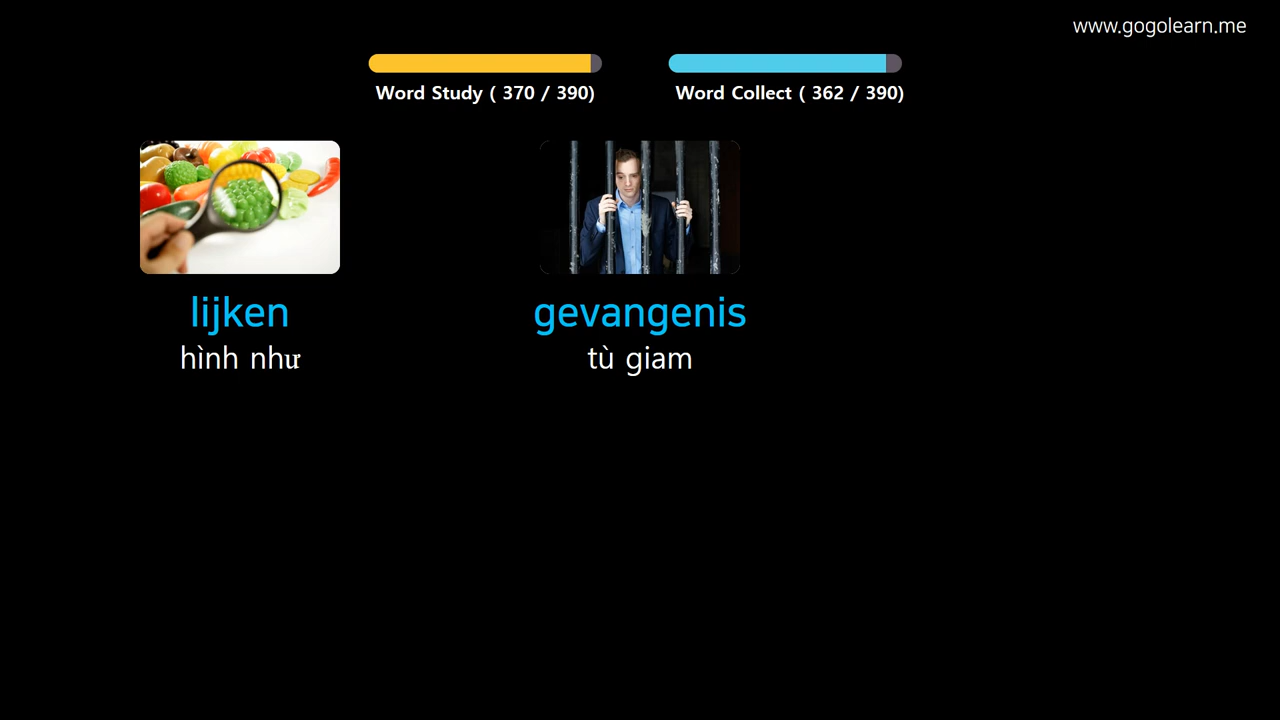 www.gogolearn.me
Word Study ( 370 / 390)
Word Collect ( 362 / 390)
lijken
hình như
gevangenis
tù giam